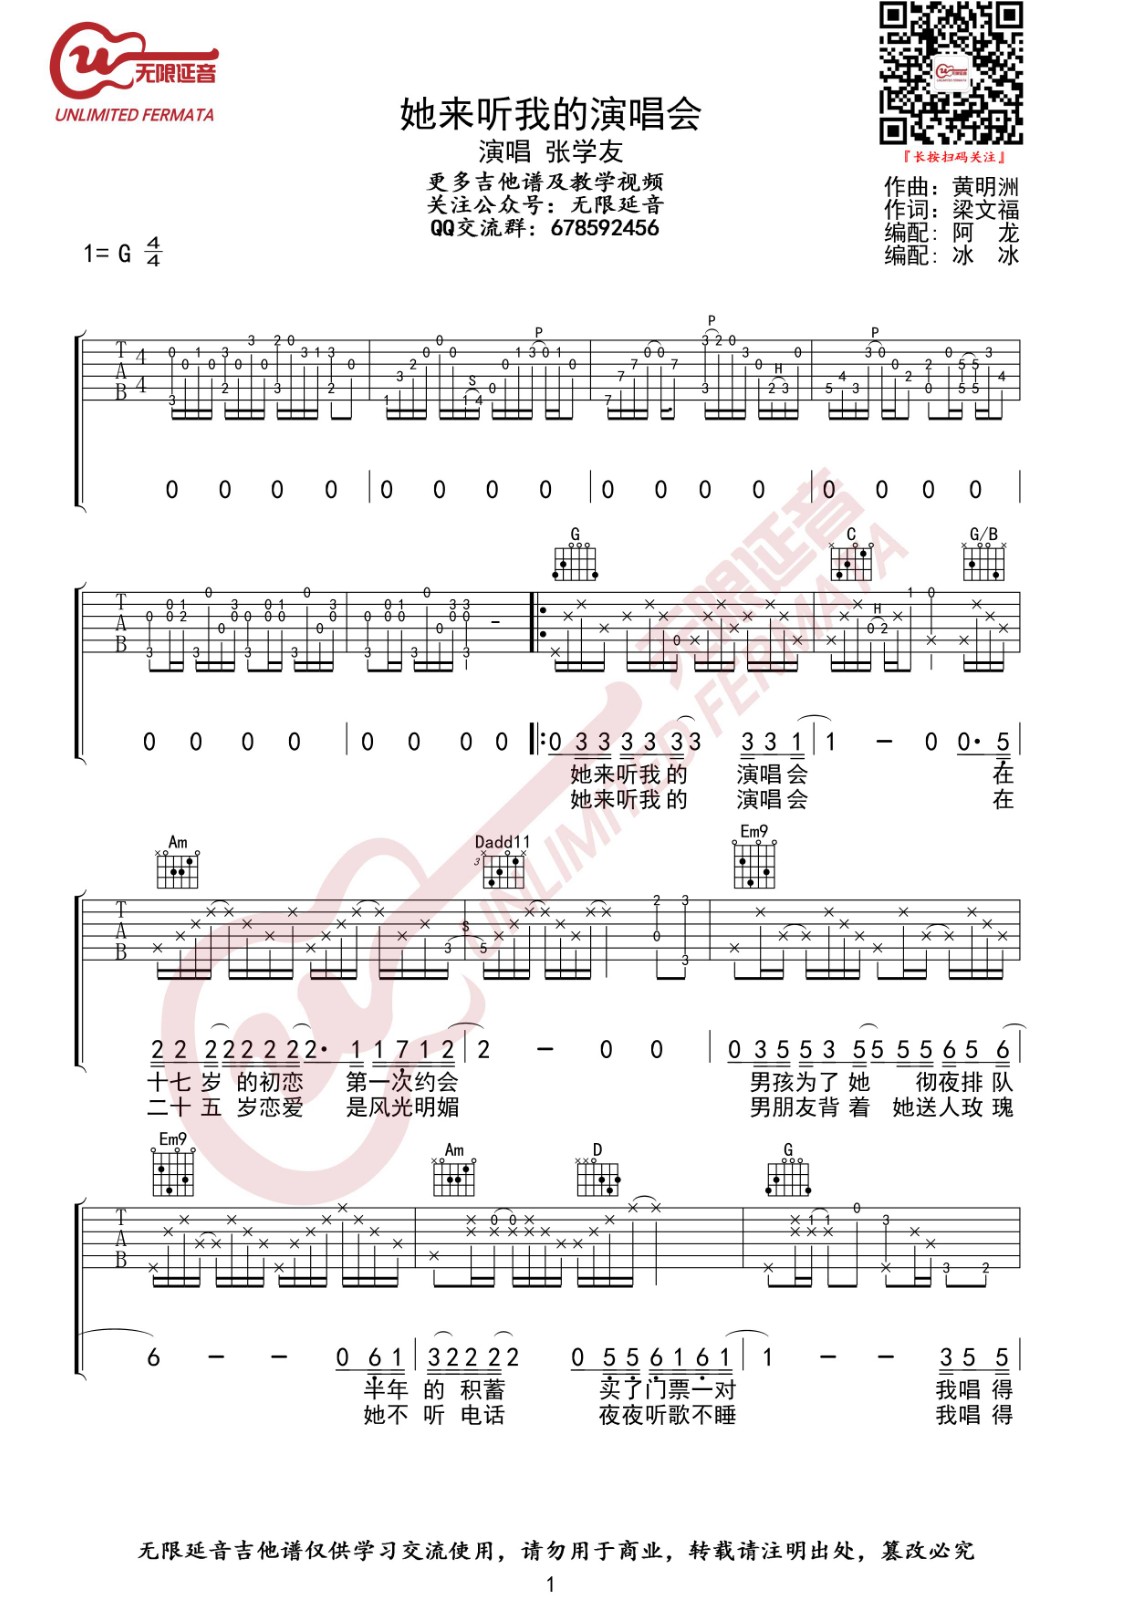 无限延音
UNLIMITED FERMATA
她来听我的演唱会
演唱 张学友
更多吉他谱及教学视频
关注公众号：无限延音
QQ交流群：678592456
『长按扫码关注』
作曲：黄明洲
作词：梁文福
编配：阿 龙
编配：冰 冰
1= G 4/4
0 0 0 0 | 0 0 0 0 | 0 0 0 0 | 0 0 0 0
G C G/B
0 0 0 0 | 0 0 0 0 |: 0 3 3 3 3 3 3 3 3 1 | 1 - 0 0· 5
她来听我的 演唱会 在
她来听我的 演唱会 在
Am Dadd11 Em9
2 2 2 2 2 2 2 2· 1 1 7 1 2 | 2 - 0 0 | 0 3 5 5 3 5 5 5 5 6 5 6
十七岁 的初恋 第一次约会 男孩为了她 彻夜排队
二十五 岁恋爱 是风光明媚 男朋友背着 她送人玫瑰
Em9 Am D G
6 - - 0 6 1 | 3 2 2 2 2 0 5 5 6 1 6 1 | 1 - - 3 5 5
半年 的 积蓄 买了门票一对 我唱得
她不 听 电话 夜夜听歌不睡 我唱得
无限延音吉他谱仅供学习交流使用，请勿用于商业，转载请注明出处，篡改必究
1